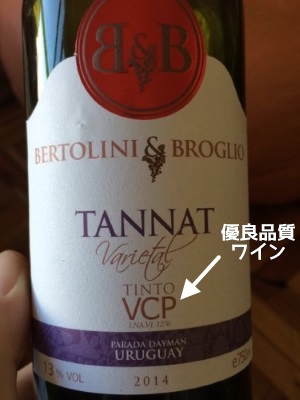 B&B
BERTOLINI & BROGLIO
TANNAT
Varietal
優良品質
ワイン
TINTO
VCP
PARADA DAYMAN
URUGUAY
13% VOL
2014